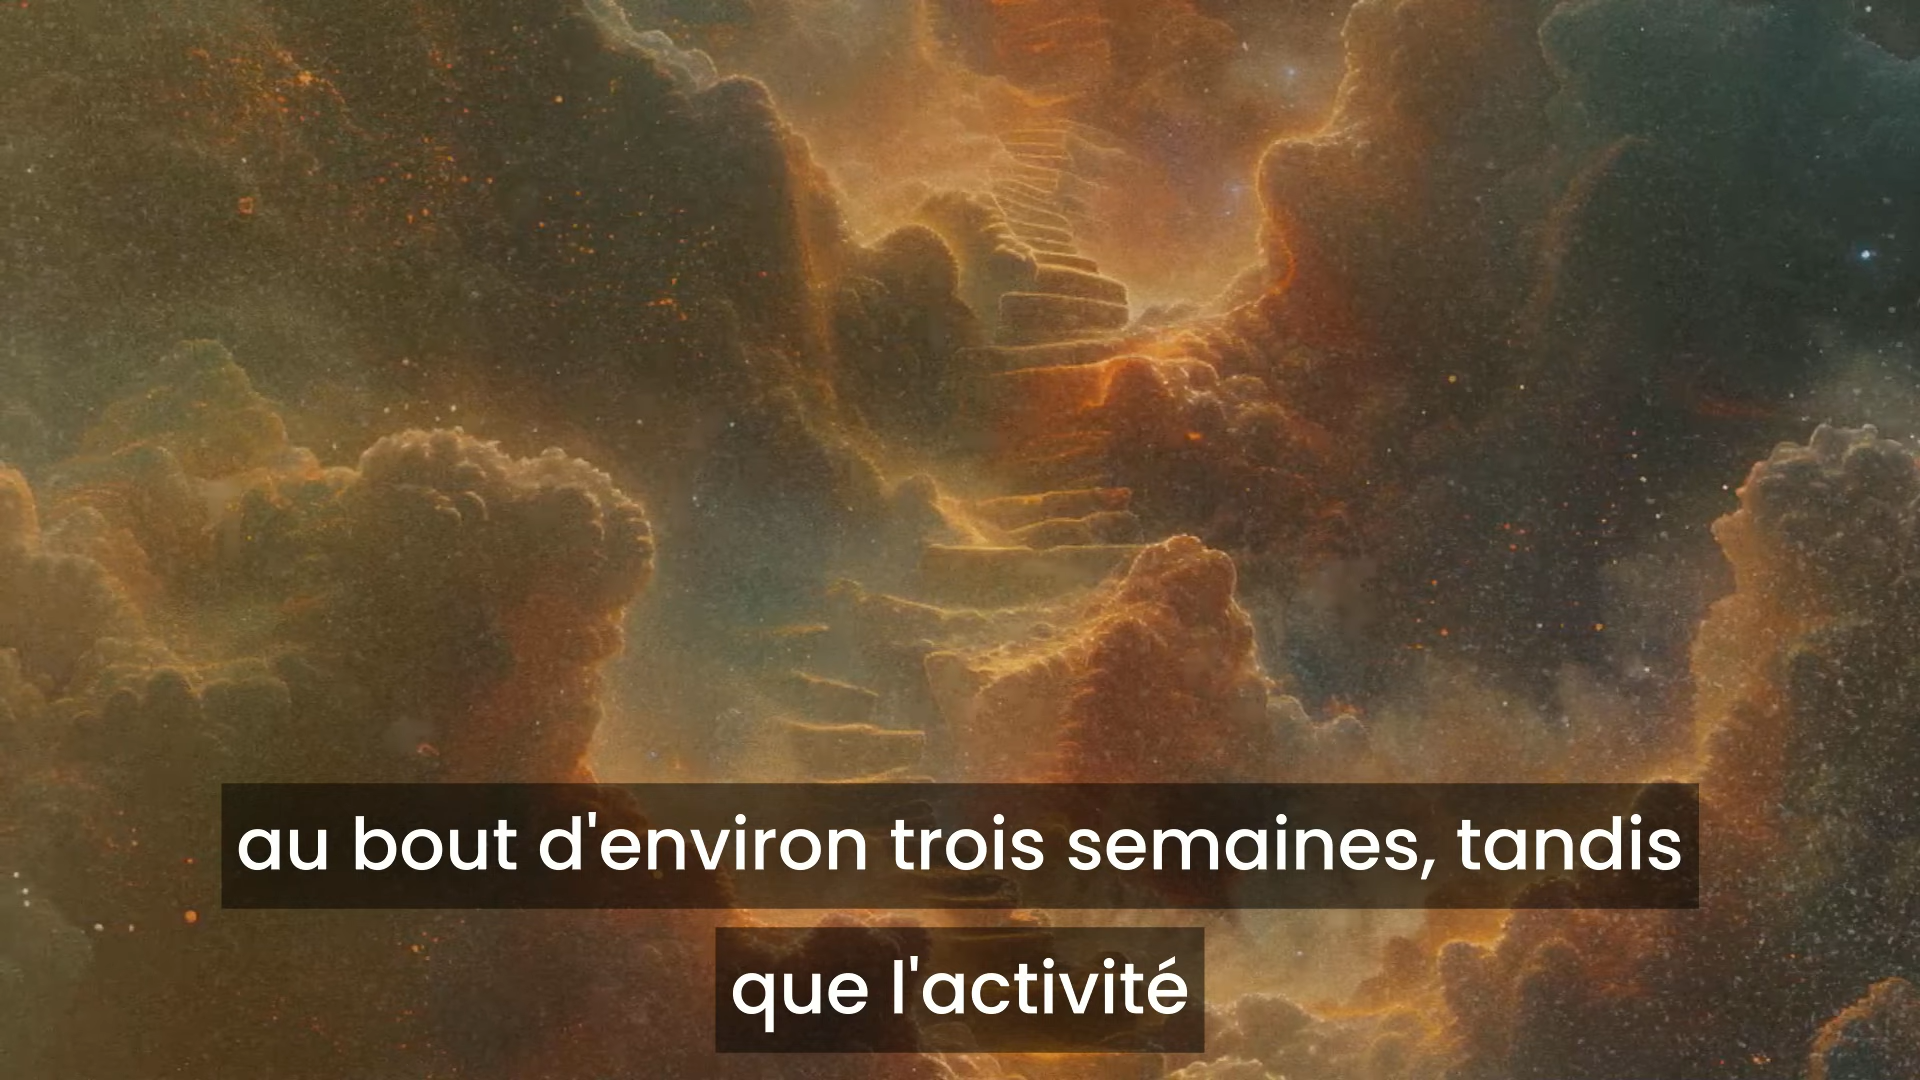 au bout d'environ trois semaines, tandis
que l'activité